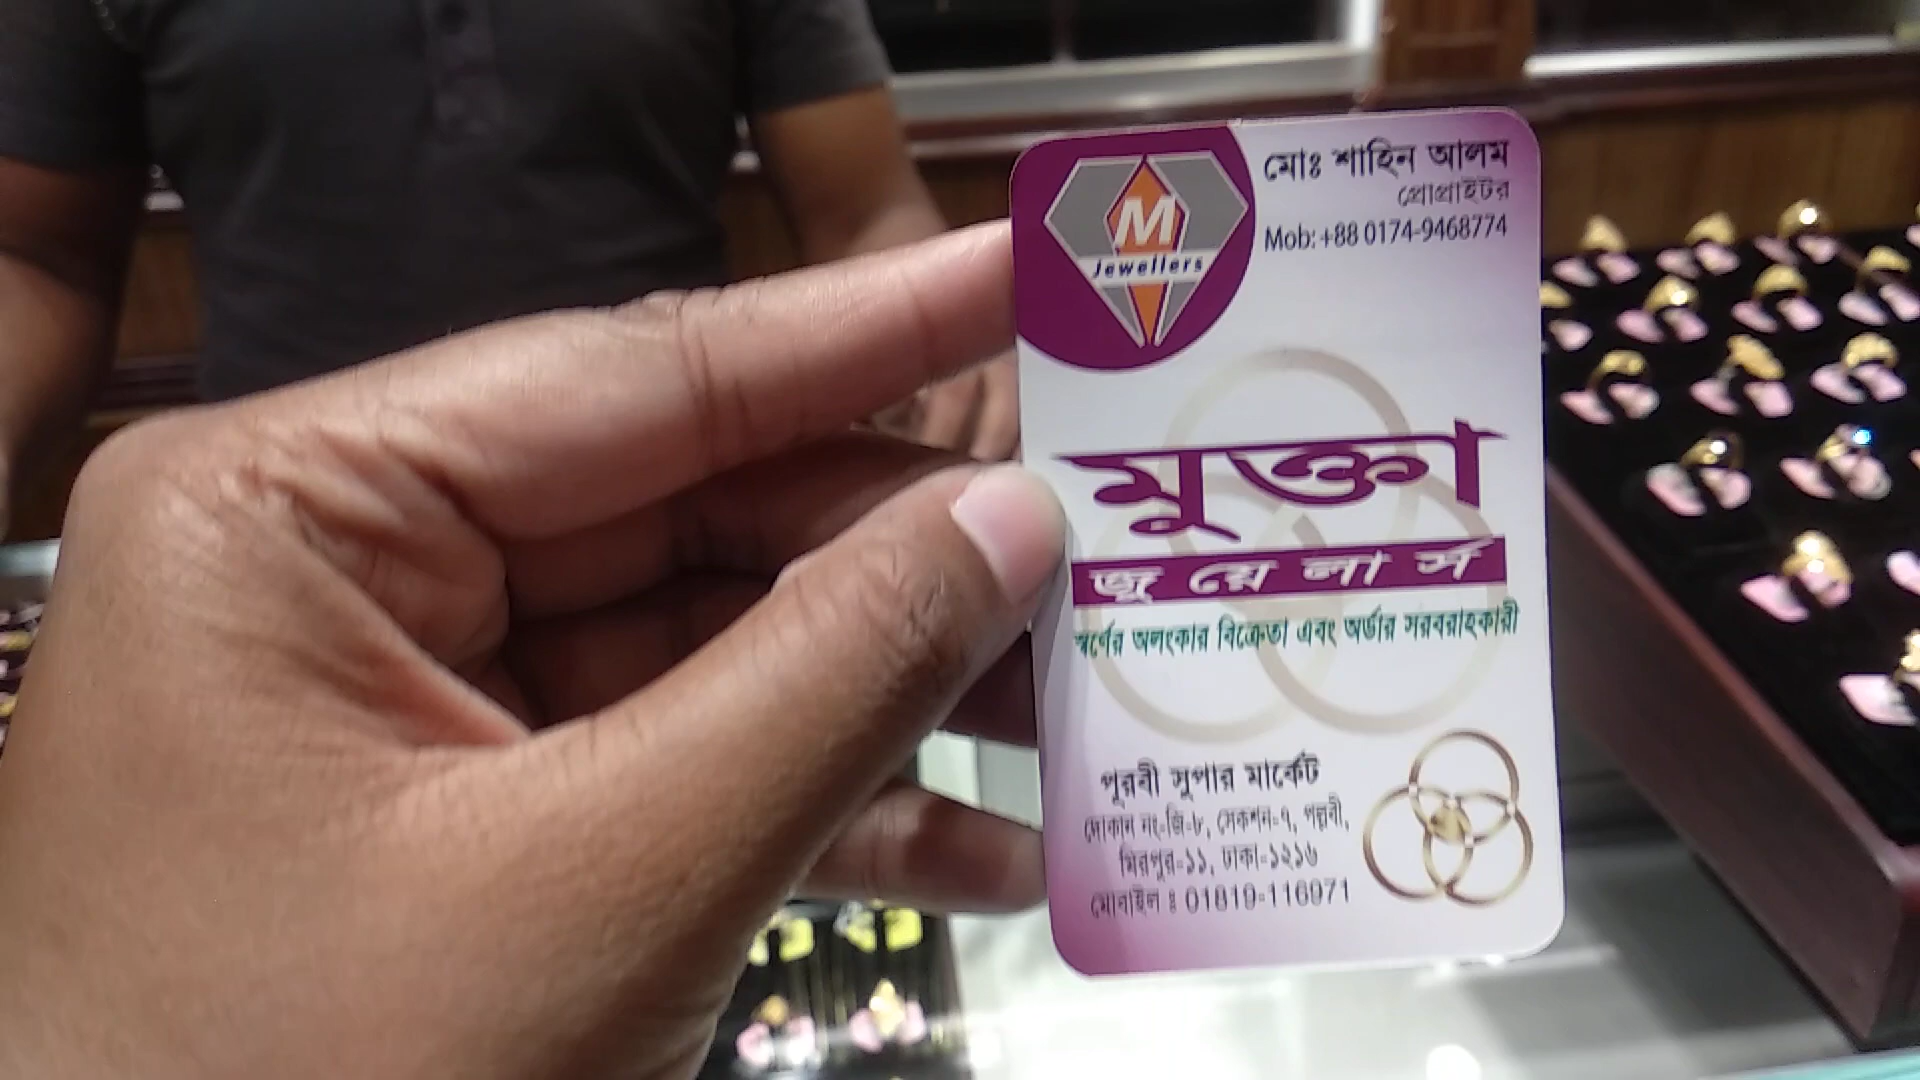 M
Jewellers
মোঃ শাহিন আলম
প্রোপ্রাইটর
Mob: +88 0174-9468774
মুক্তা
জুয়েলার্স
স্বর্ণের অলংকার বিক্রেতা এবং অর্ডার সরবরাহকারী
পূরবী সুপার মার্কেট
দোকান নং-জি-৮, সেকশন-৭, পল্লবী,
মিরপুর-১১, ঢাকা-১২১৬
মোবাইল ঃ 01819-116971